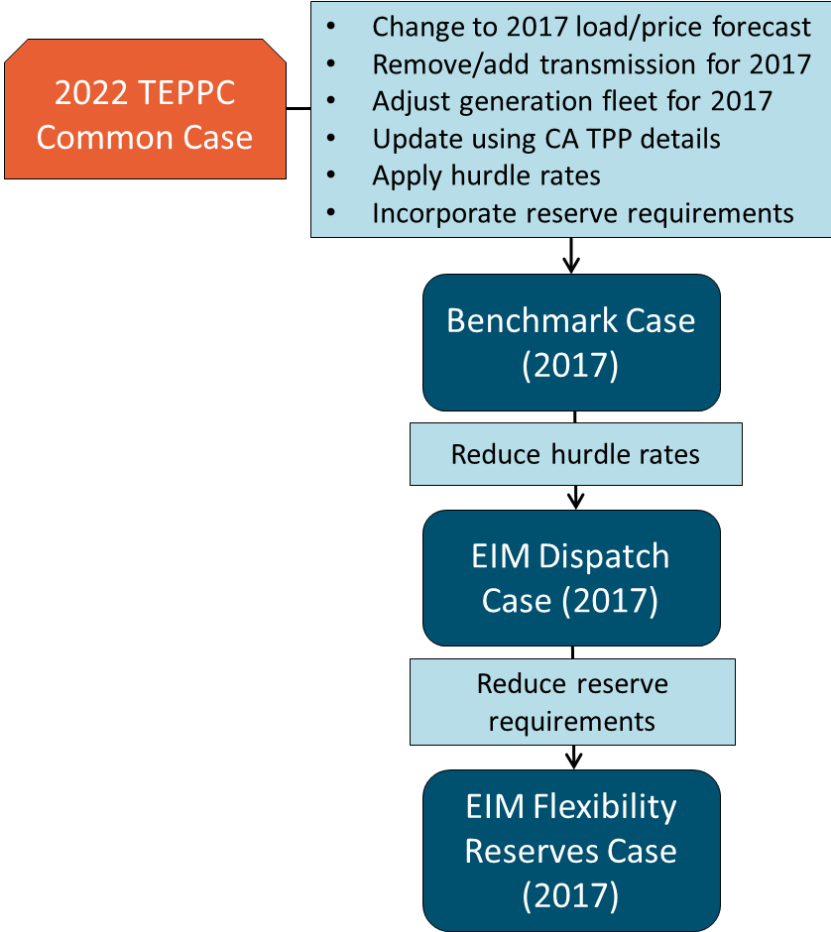 2022 TEPPC
Common Case
• Change to 2017 load/price forecast
• Remove/add transmission for 2017
• Adjust generation fleet for 2017
• Update using CA TPP details
• Apply hurdle rates
• Incorporate reserve requirements
Benchmark Case
(2017)
Reduce hurdle rates
EIM Dispatch
Case (2017)
Reduce reserve
requirements
EIM Flexibility
Reserves Case
(2017)